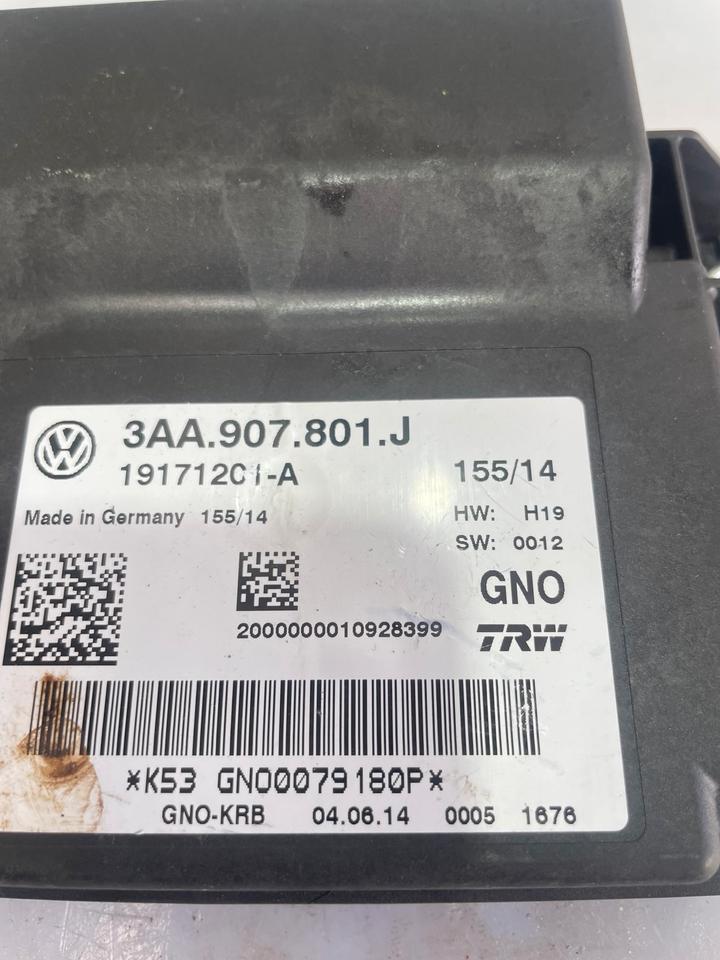 3AA.907.801.J
19171201-A 155/14
Made in Germany 155/14 HW: H19
SW: 0012
GNO
2000000010928399 TRW
*K53 GNO0079180P*
GNO-KRB 04.06.14 0005 1676